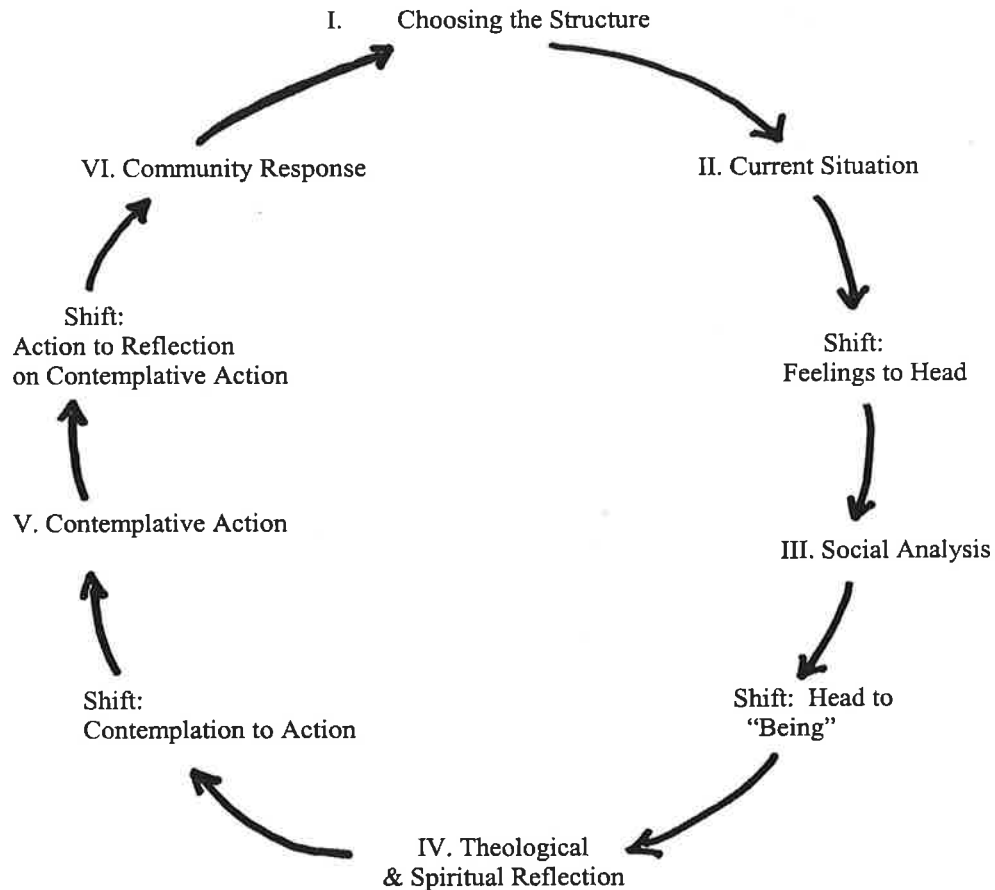 I. Choosing the Structure
II. Current Situation
Shift:
Feelings to Head
III. Social Analysis
Shift: Head to
“Being”
IV. Theological
& Spiritual Reflection
Shift:
Contemplation to Action
V. Contemplative Action
Shift:
Action to Reflection
on Contemplative Action
VI. Community Response